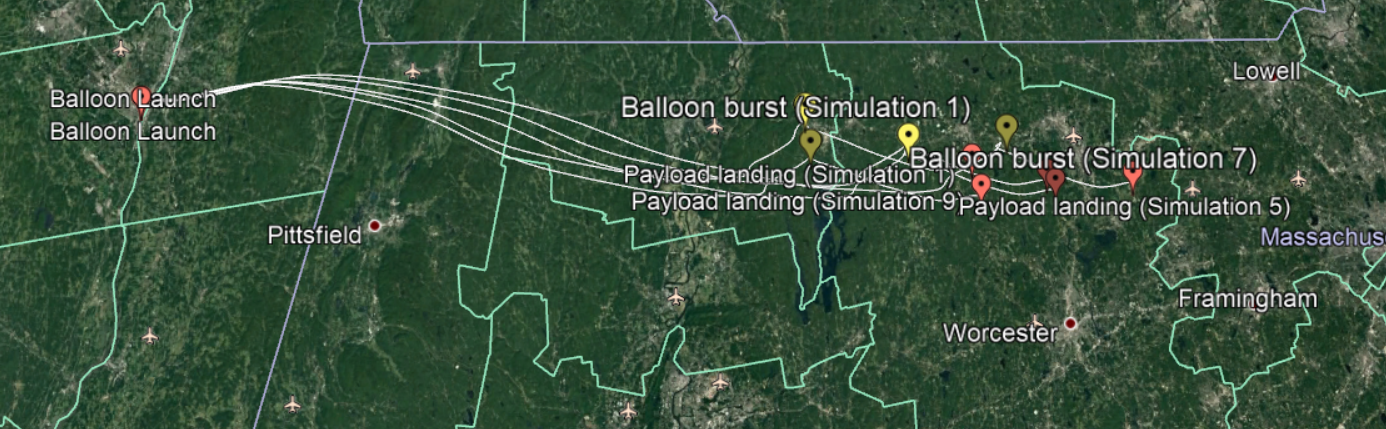 Lowell
Balloon Launch
Balloon burst (Simulation 1)
Balloon Launch
Balloon burst (Simulation 7)
Payload landing (Simulation 1)
Payload landing (Simulation 9)
Payload landing (Simulation 5)
Pittsfield
Massachus
Framingham
Worcester